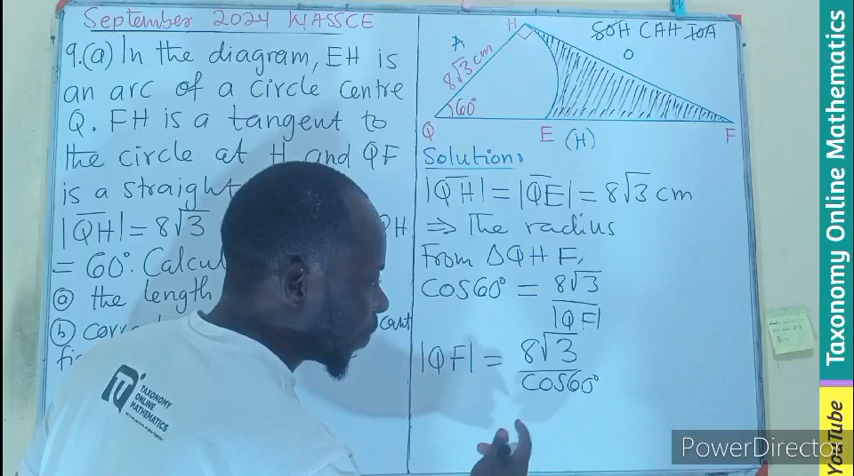 September 2024 WASSCE
9.(a) In the diagram, EH is
an arc of a circle centre
Q. FH is a tangent to
the circle at H and QF
is a straight
|QH| = 8√3
= 60°. Calcul
(a) the length
(b) corre
fi
H
A
8√3 cm
60°
Q
E (H)
F
O
SOH CAH TOA
Solution:
|QH| = |QE| = 8√3 cm
⇒ The radius
From ΔQHF,
COS60° = 8√3
|QF|
|QF| = 8√3
COS60°
TAXONOMY
ONLINE
MATHEMATICS
PowerDirector
YouTube Taxonomy Online Mathematics